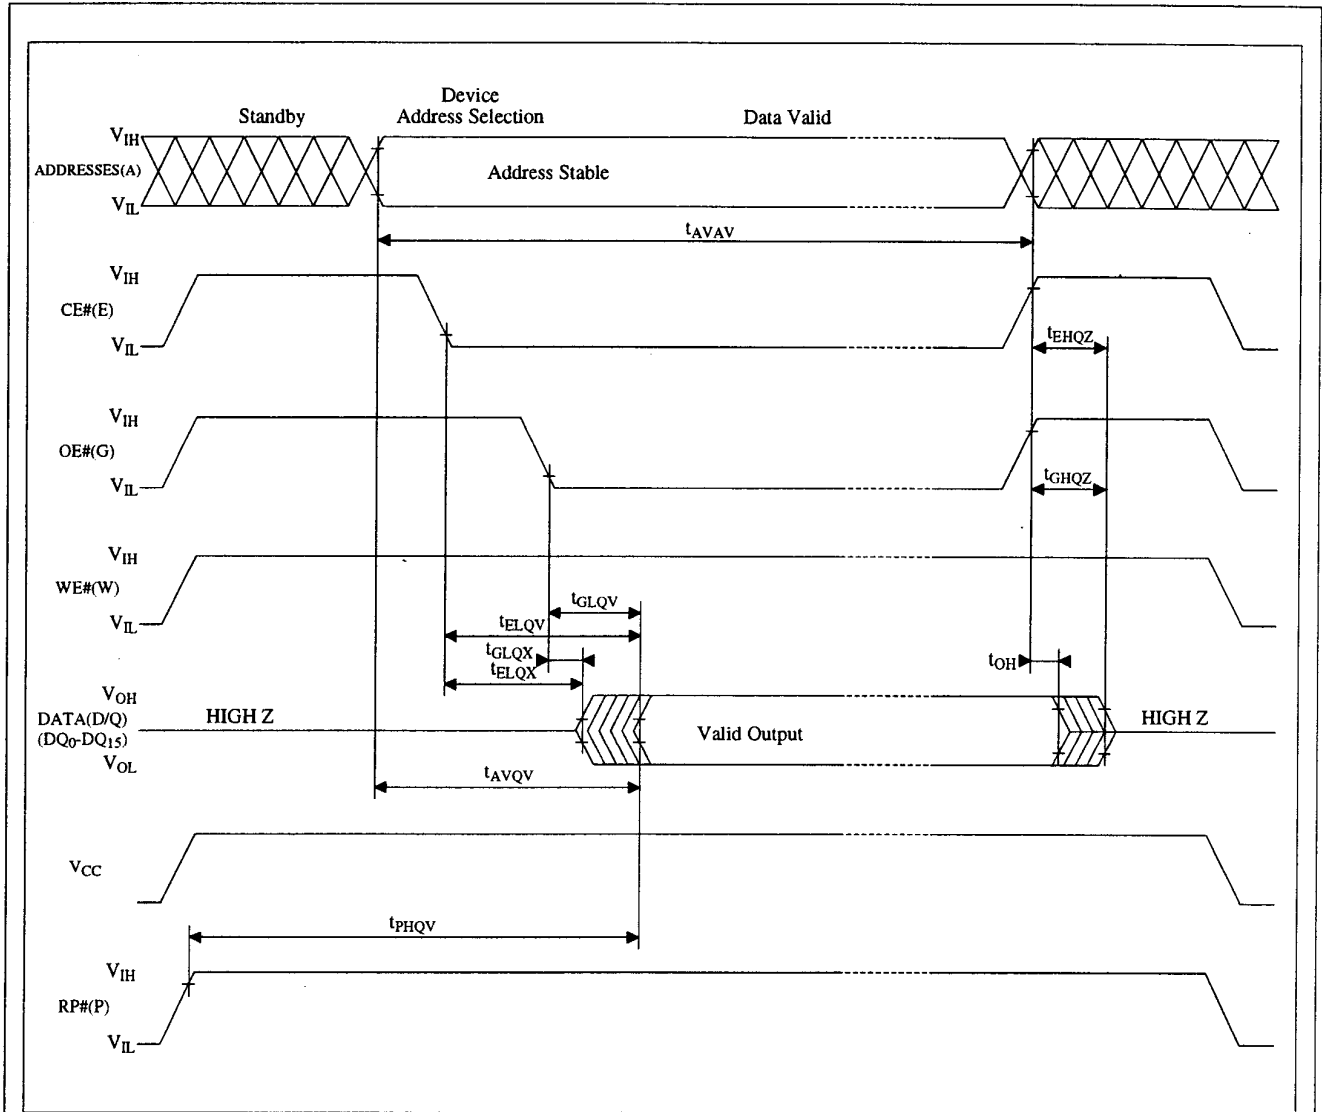 Standby
Device
Address Selection
Data Valid
VIH
ADDRESSES(A)
Address Stable
VIL
tAVAV
VIH
CE#(E)
VIL
tEHQZ
VIH
OE#(G)
VIL
tGHQZ
VIH
WE#(W)
VIL
tGLQV
tELQV
tGLQX
tELQX
tOH
VOH
DATA(D/Q)
(DQ0-DQ15)
VOL
HIGH Z
Valid Output
HIGH Z
tAVQV
VCC
tPHQV
VIH
RP#(P)
VIL